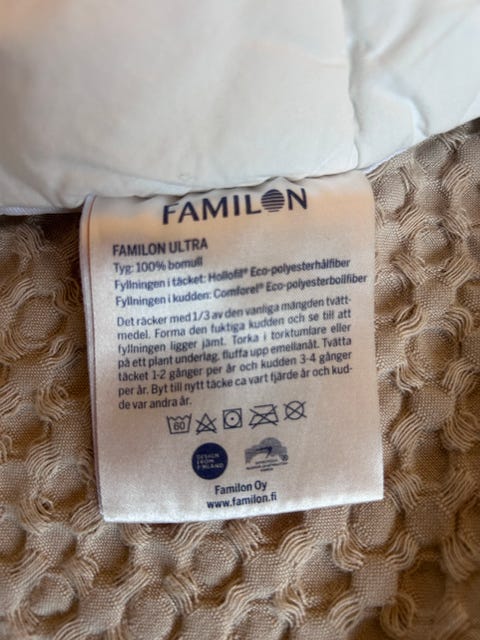 FAMILON
FAMILON ULTRA
Tyg: 100% bomull
Fyllningen i täcket: Hollofil® Eco-polyesterhålfiber
Fyllningen i kudden: Comforel® Eco-polyesterbollfiber
Det räcker med 1/3 av den vanliga mängden tvätt-
medel. Forma den fuktiga kudden och se till att
fyllningen ligger jämt. Torka i torktumlare eller
på ett plant underlag, fluffa upp emellanåt. Tvätta
täcket 1-2 gånger per år och kudden 3-4 gånger
per år. Byt till nytt täcke ca vart fjärde år och kud-
de var andra år.
60
DESIGN
FROM
FINLAND
Familon Oy
www.familon.fi